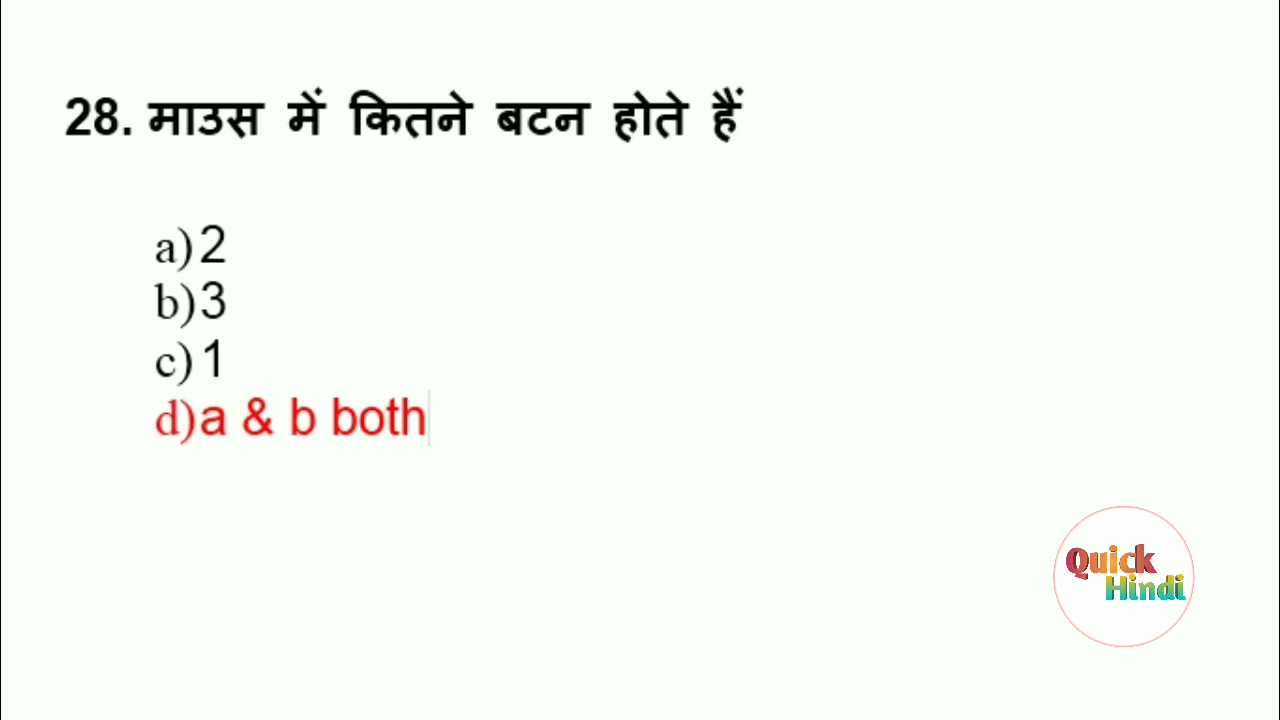 28. माउस में कितने बटन होते हैं
a) 2
b) 3
c) 1
d) a & b both
Quick
Hindi